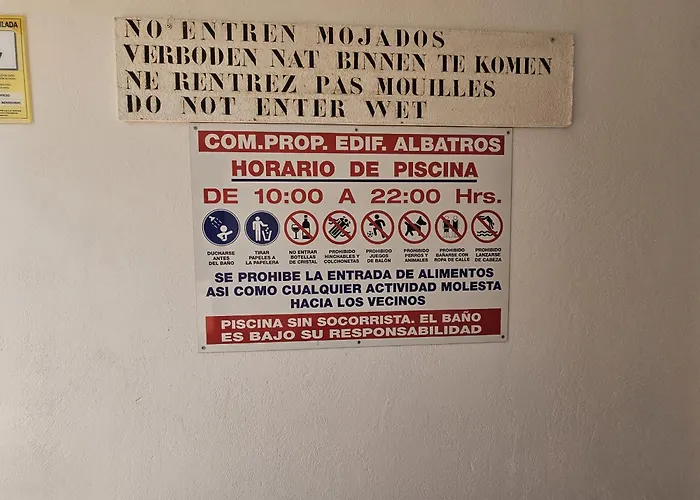 ILADA
NO ENTREN MOJADOS
VERBODEN NAT BINNEN TE KOMEN
NE RENTREZ PAS MOUILLES
DO NOT ENTER WET
COM.PROP. EDIF. ALBATROS
HORARIO DE PISCINA
DE 10:00 A 22:00 Hrs.
DUCHARSE
ANTES
DEL BAÑO
TIRAR
PAPELES A
LA PAPELERA
NO ENTRAR
BOTELLAS
DE CRISTAL
PROHIBIDO
HINCHABLES Y
COLCHONETAS
PROHIBIDO
JUEGOS
DE BALÓN
PROHIBIDO
PERROS Y
ANIMALES
PROHIBIDO
BAÑARSE CON
ROPA DE CALLE
PROHIBIDO
LANZARSE
DE CABEZA
SE PROHIBE LA ENTRADA DE ALIMENTOS
ASI COMO CUALQUIER ACTIVIDAD MOLESTA
HACIA LOS VECINOS
PISCINA SIN SOCORRISTA. EL BAÑO
ES BAJO SU RESPONSABILIDAD